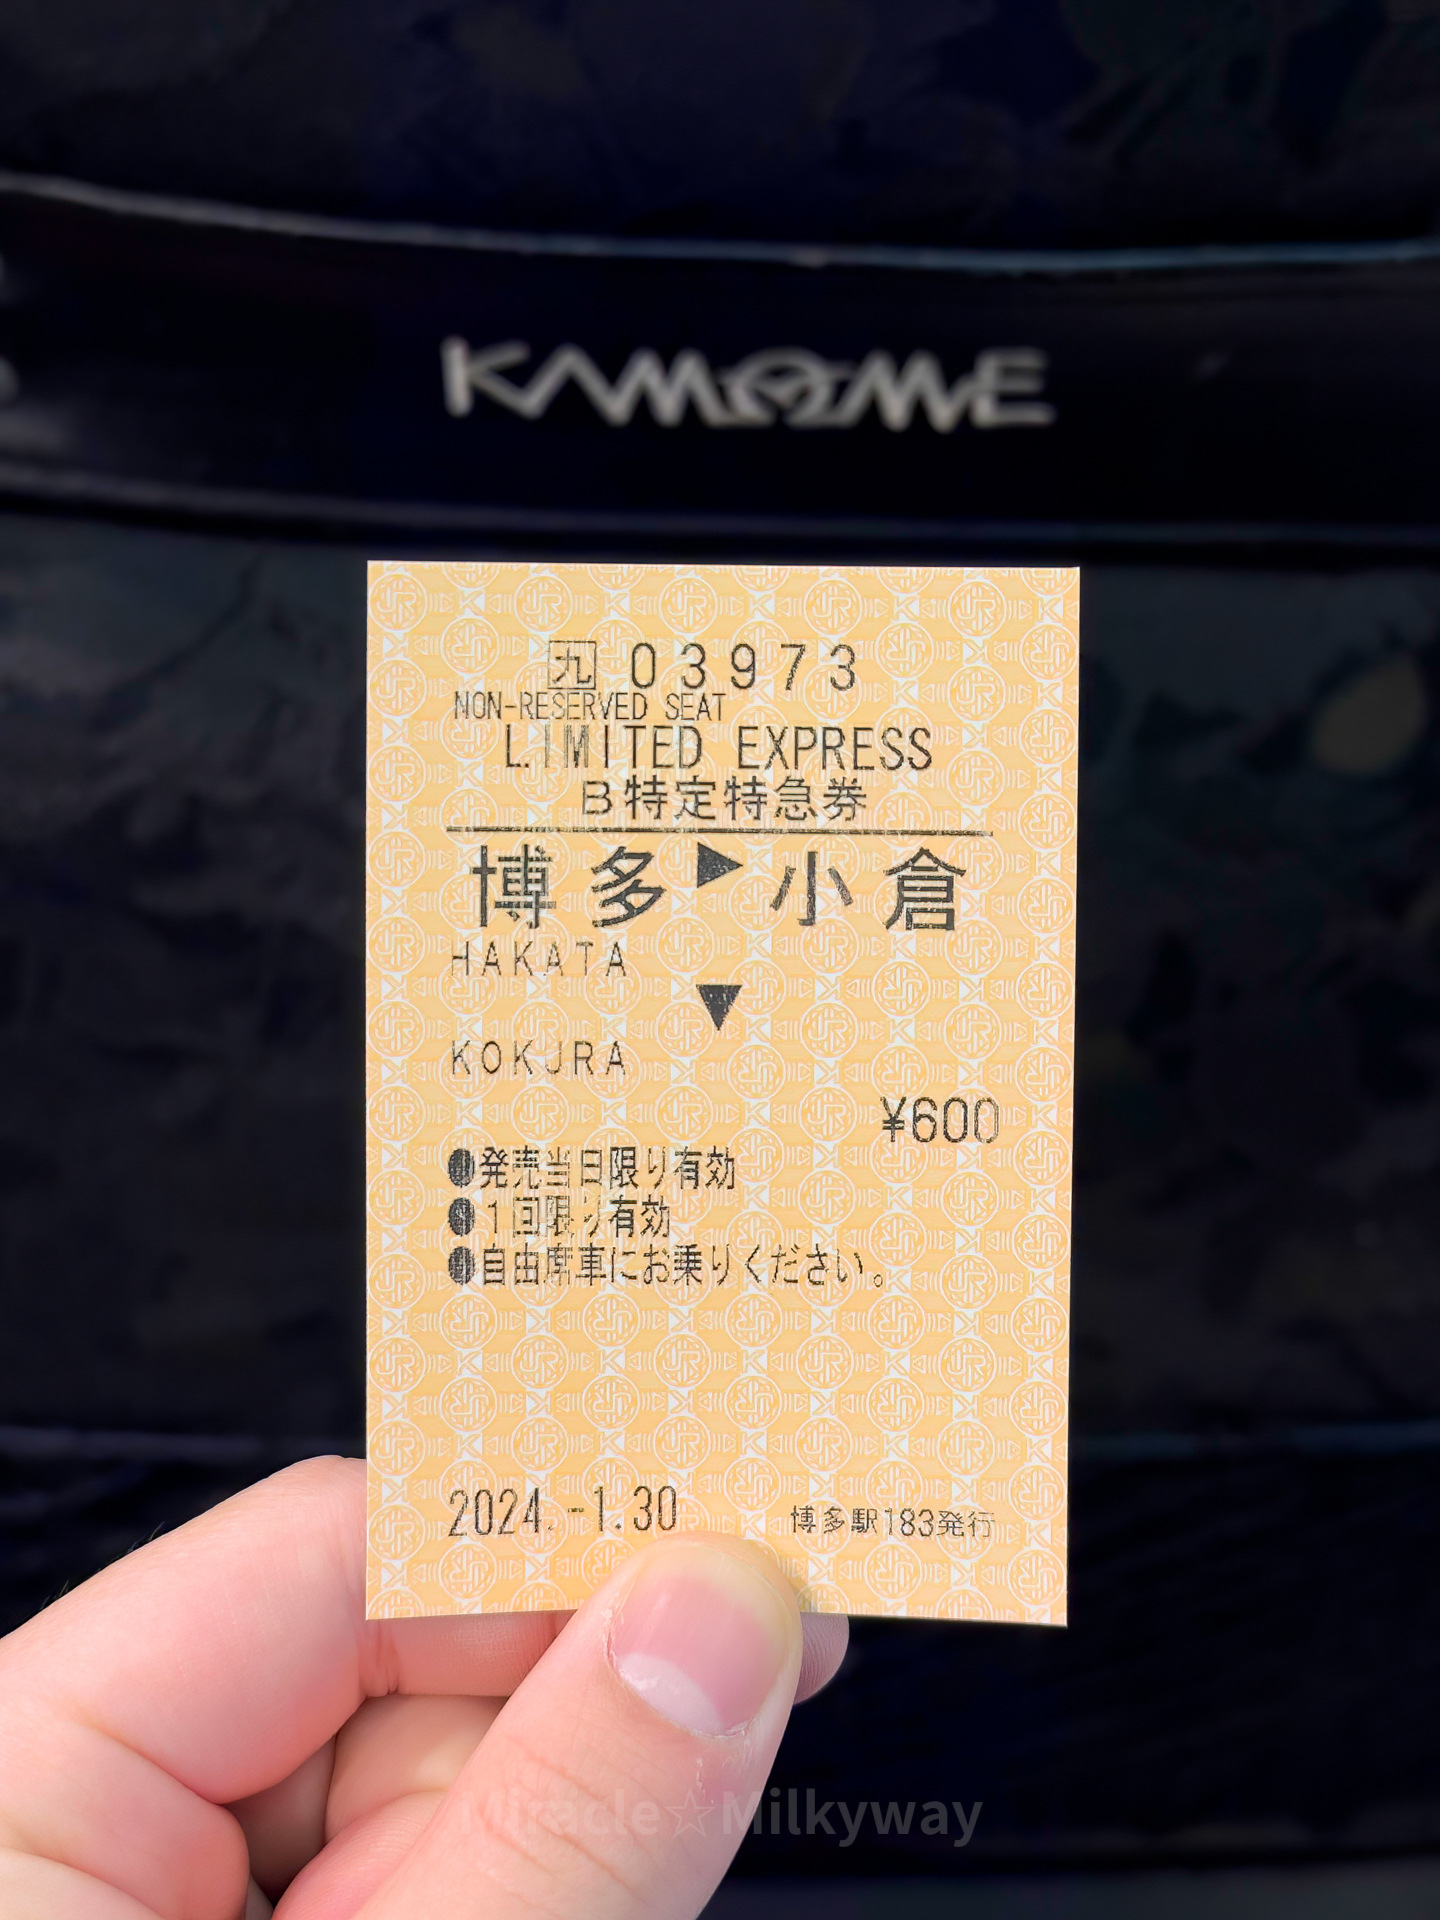 KAMOME
九 03973
NON-RESERVED SEAT
LIMITED EXPRESS
B特定特急券
博多▶小倉
HAKATA
▼
KOKURA
¥600
●発売当日限り有効
●1回限り有効
●自由席車にお乗りください。
2024.-1.30 博多駅183発行
Miracle☆Milkyway